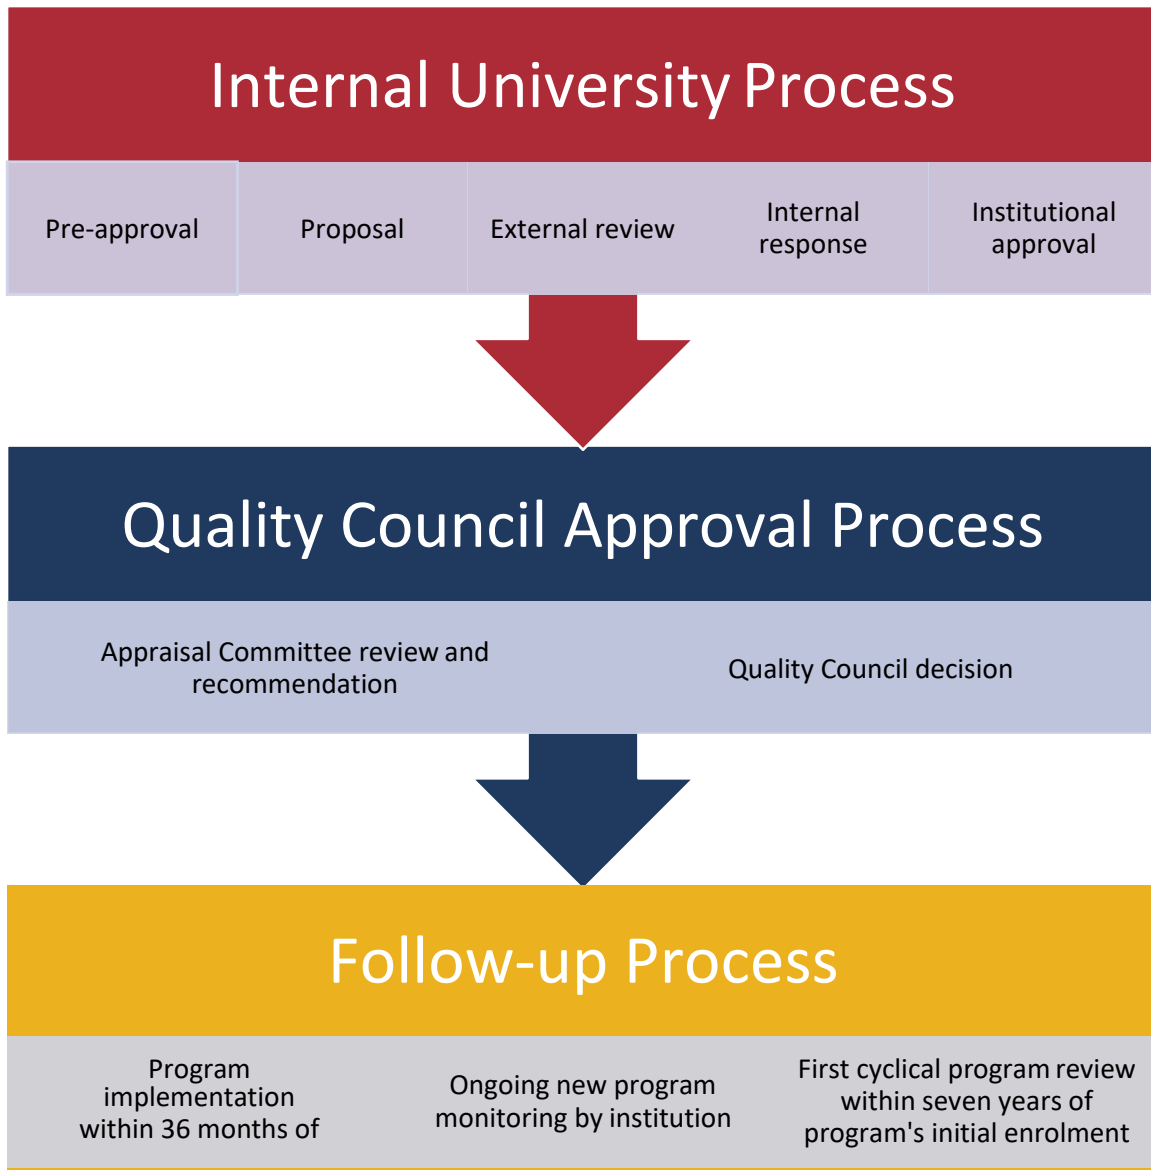 Internal University Process
Pre-approval
Proposal
External review
Internal
response
Institutional
approval
Quality Council Approval Process
Appraisal Committee review and
recommendation
Quality Council decision
Follow-up Process
Program
implementation
within 36 months of
Ongoing new program
monitoring by institution
First cyclical program review
within seven years of
program's initial enrolment